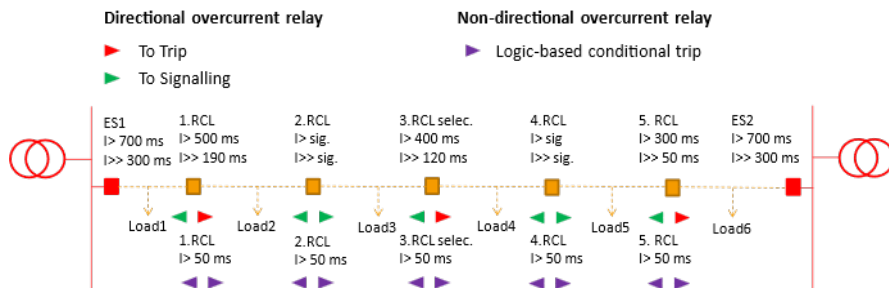 Directional overcurrent relay
Non-directional overcurrent relay
To Trip
Logic-based conditional trip
To Signalling
ES1
I> 700 ms
I>> 300 ms
1.RCL
I> 500 ms
I>> 190 ms
2.RCL
I> sig.
I>> sig.
3.RCL selec.
I> 400 ms
I>> 120 ms
4.RCL
I> sig
I>> sig.
5. RCL
I> 300 ms
I>> 50 ms
ES2
I> 700 ms
I>> 300 ms
Load1
Load2
Load3
Load4
Load5
Load6
1.RCL
I> 50 ms
2.RCL
I> 50 ms
3.RCL selec.
I> 50 ms
4.RCL
I> 50 ms
5. RCL
I> 50 ms